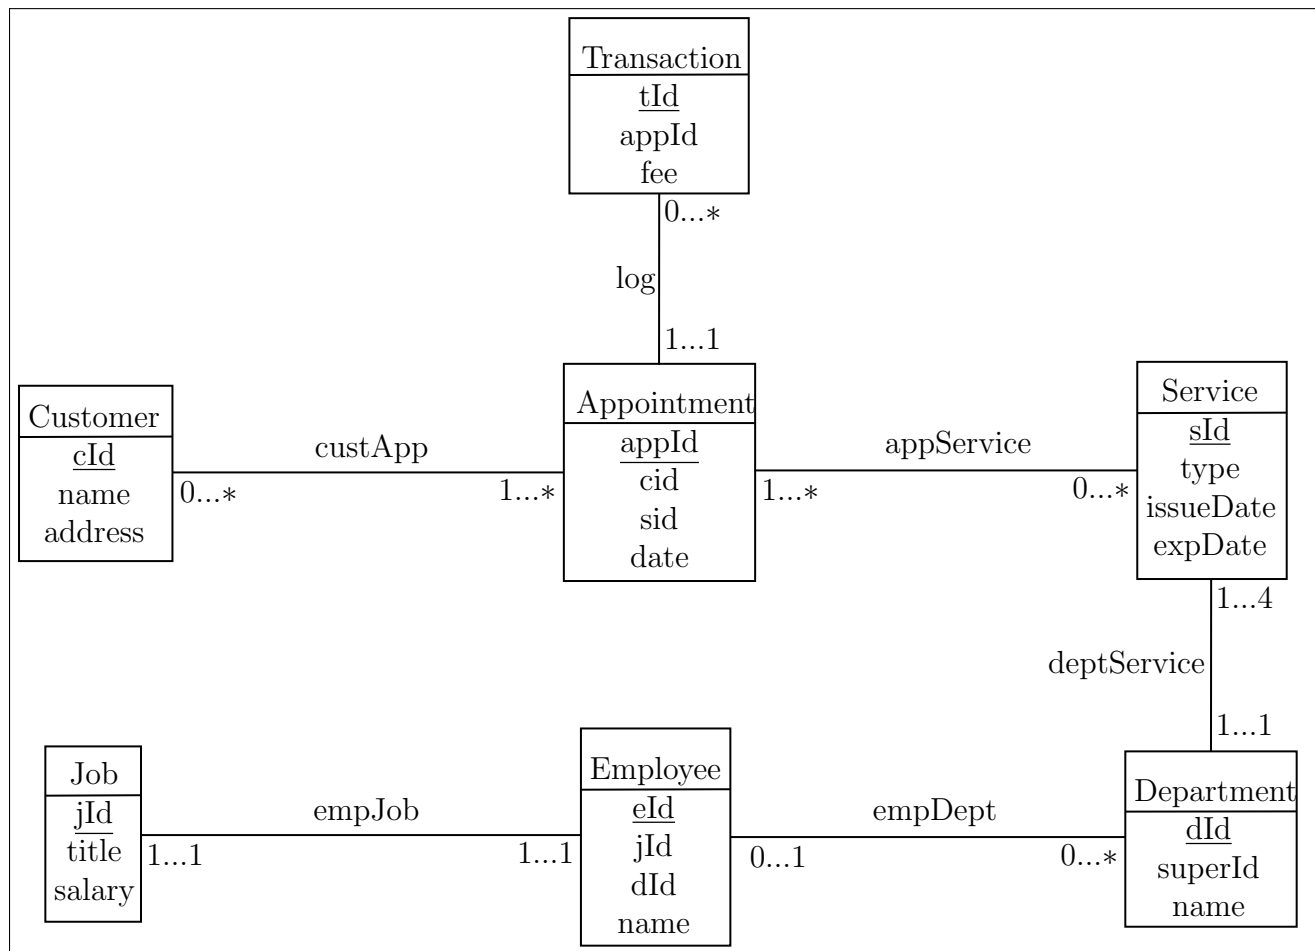 Transaction
tId
appId
fee
0...∗
log
1...1
Customer
cId
name
address
custApp
0...∗
1...∗
Appointment
appId
cid
sid
date
appService
1...∗
0...∗
Service
sId
type
issueDate
expDate
1...4
deptService
1...1
Job
jId
title
salary
empJob
1...1
1...1
Employee
eId
jId
dId
name
empDept
0...1
0...∗
Department
dId
superId
name